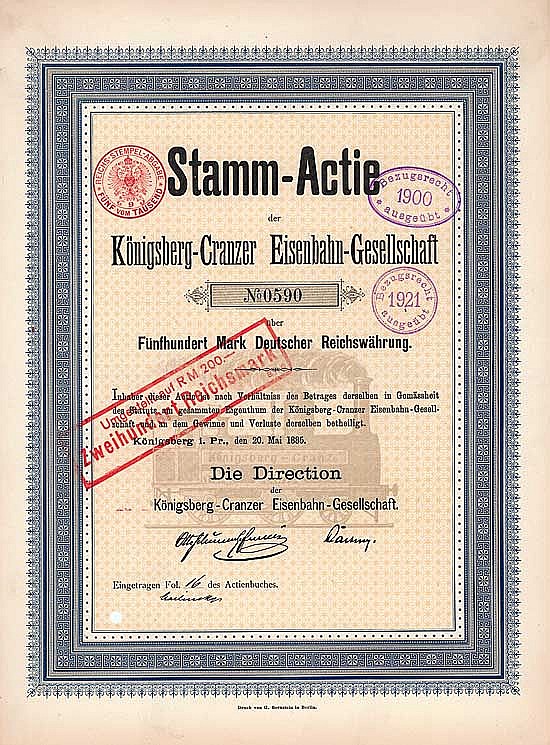 REICHS-STEMPEL-ABGABE
FÜNF VOM TAUSEND
Stamm-Actie
Bezugsrecht
1900
ausgeübt
der
Königsberg-Cranzer Eisenbahn-Gesellschaft
No 0590
Bezugsrecht
1921
ausgeübt
über
Fünfhundert Mark Deutscher Reichswährung.
Umgestellt auf RM 200.—
Zweihundert Reichsmark
Inhaber dieser Actie ist nach Verhältniss des Betrages derselben in Gemässheit
des Statuts am gesammten Eigenthum der Königsberg-Cranzer Eisenbahn-Gesell-
schaft und an dem Gewinne und Verluste derselben betheiligt.
Königsberg i. Pr., den 20. Mai 1885.
Königsberg-Cranz
Die Direction
der
Königsberg-Cranzer Eisenbahn-Gesellschaft.
Eingetragen Fol. 16 des Actienbuches.
Druck von G. Bernstein in Berlin.